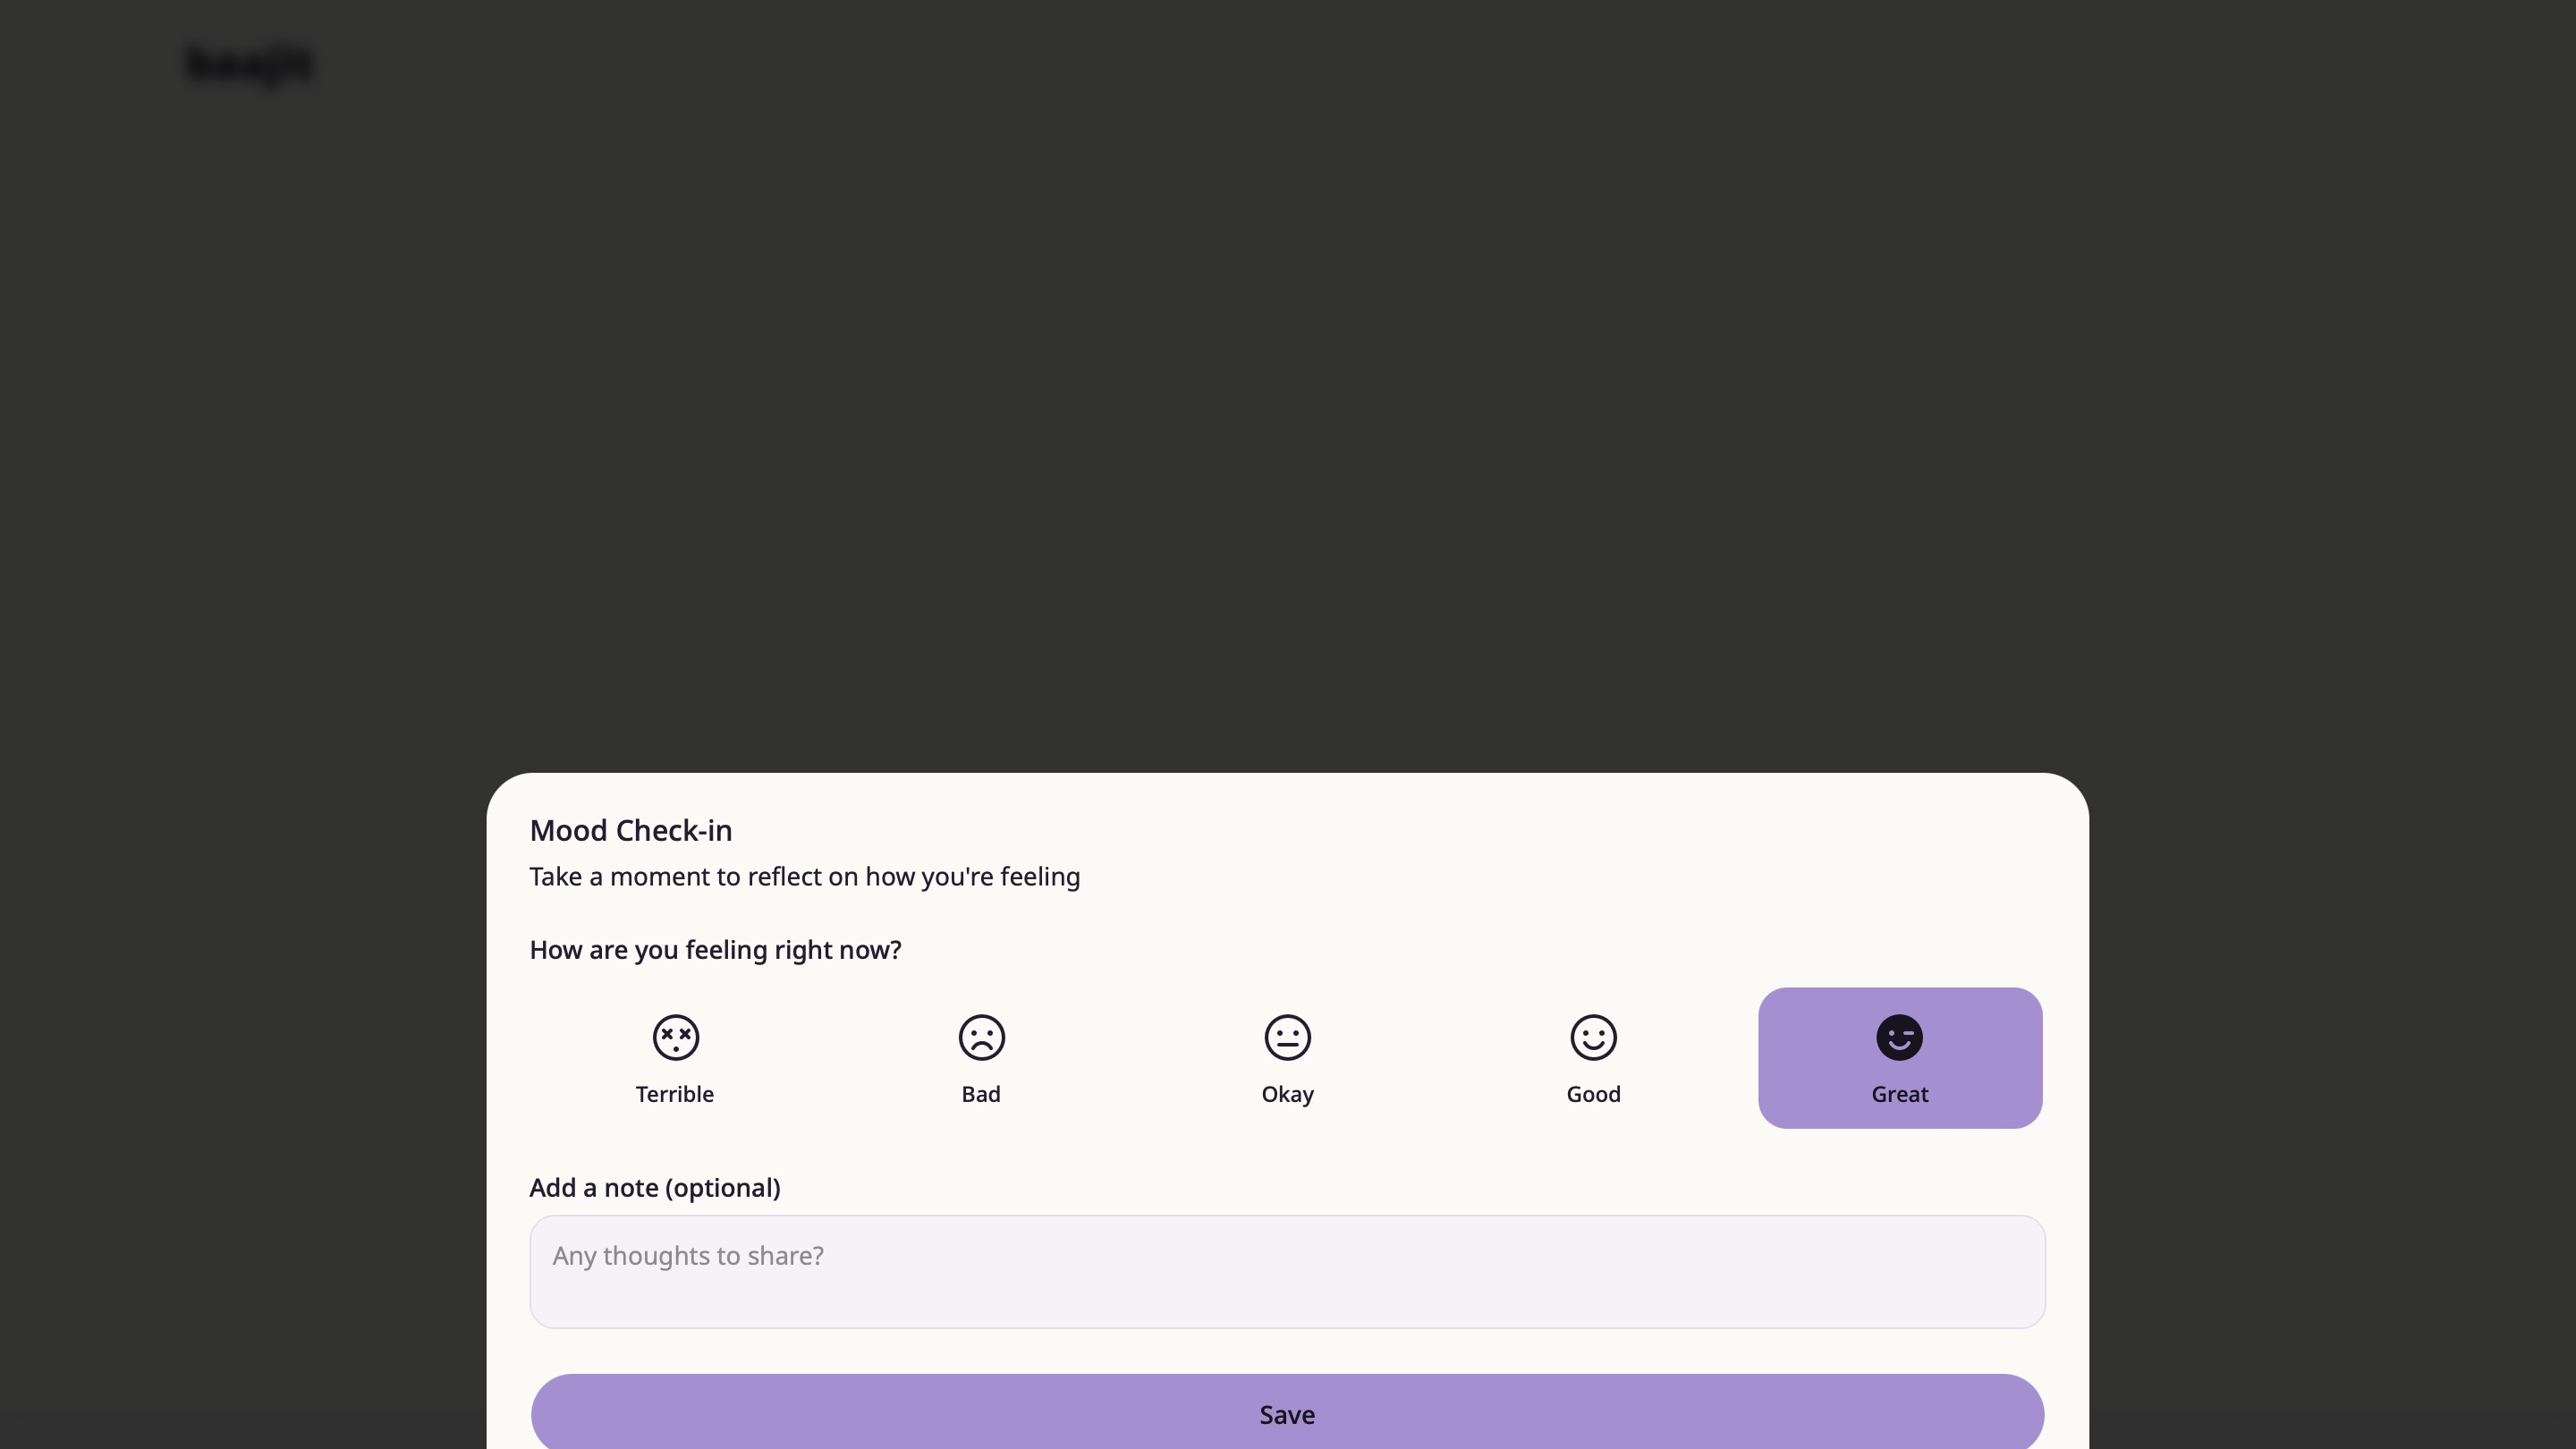 baajit
Mood Check-in
Take a moment to reflect on how you're feeling
How are you feeling right now?
Terrible
Bad
Okay
Good
Great
Add a note (optional)
Any thoughts to share?
Save